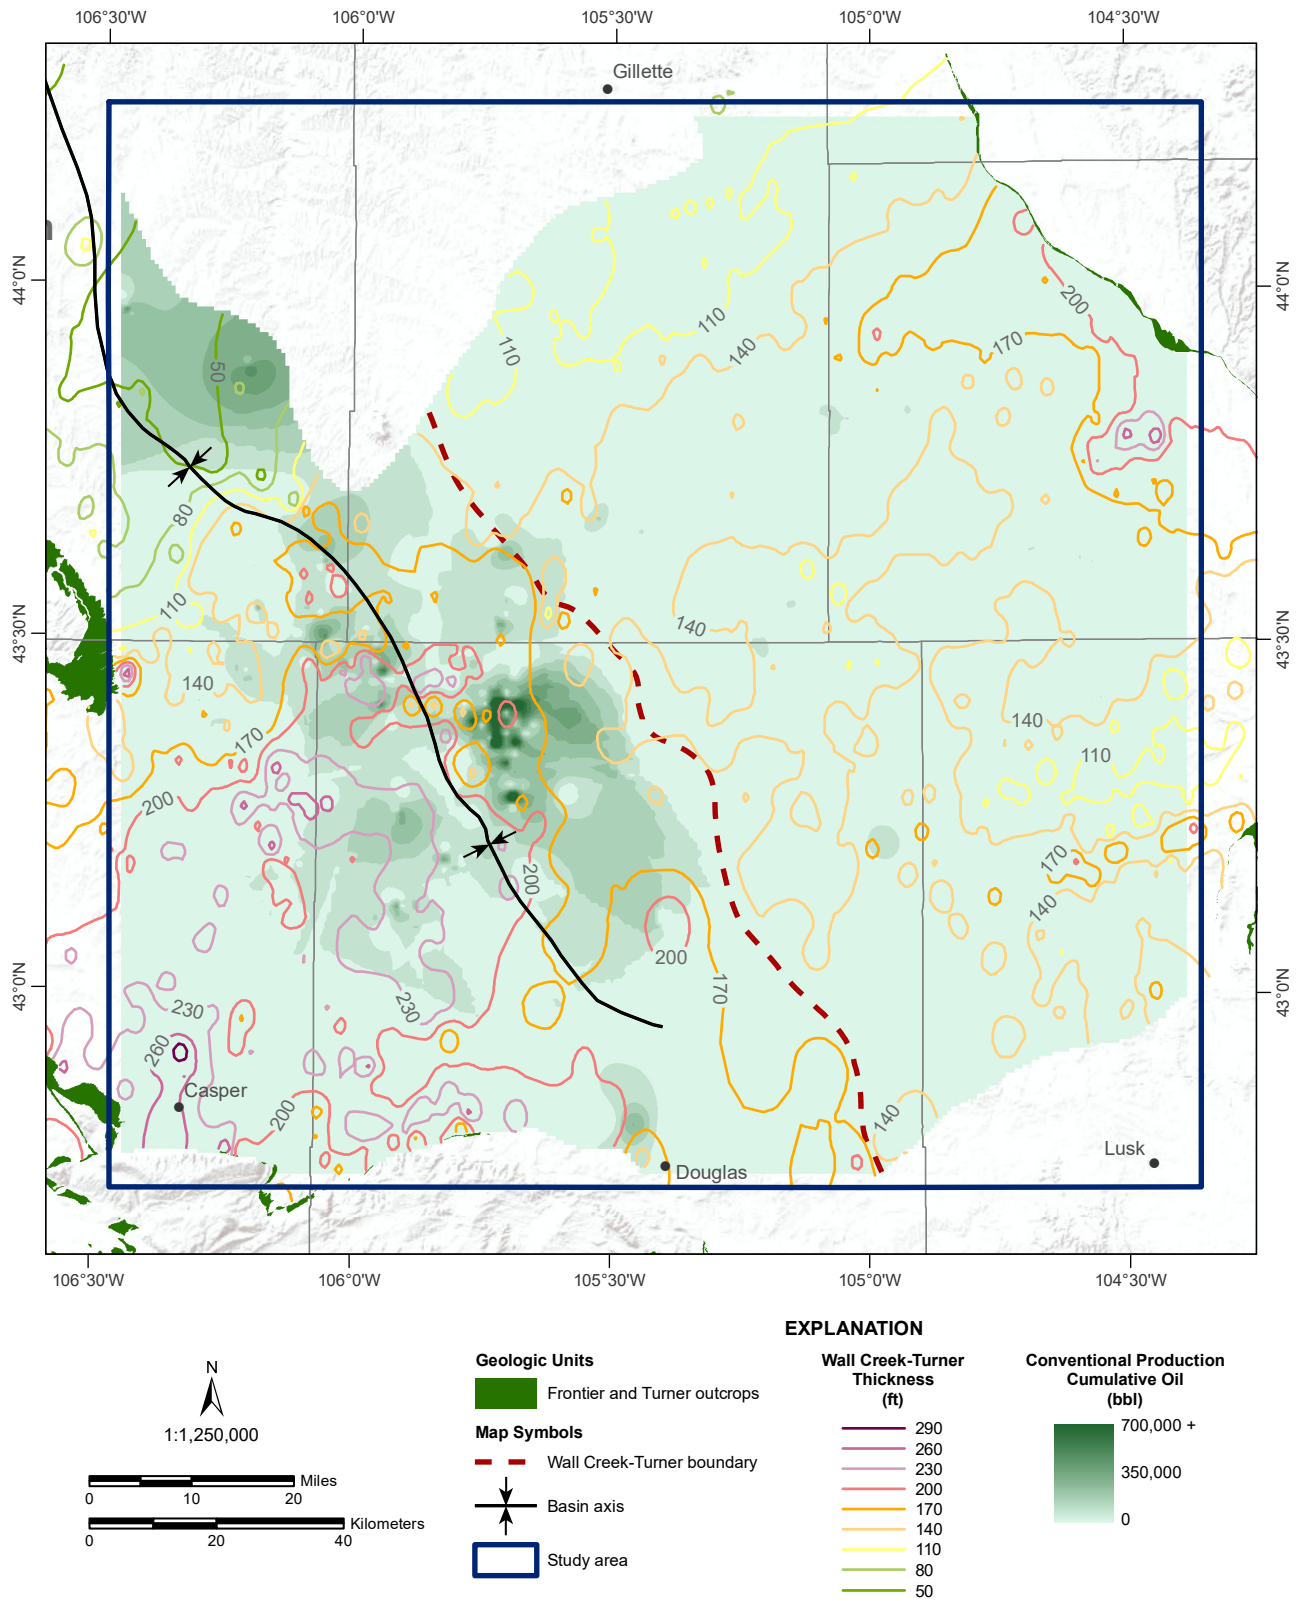 106°30'W 106°0'W 105°30'W 105°0'W 104°30'W
Gillette
44°0'N 44°0'N
200
110
110
140
170
50
80
110
43°30'N 43°30'N
140
140
140
170
110
200
170
200
140
200
43°0'N 43°0'N
170
230
230
260
Casper
200
140
Lusk
Douglas
106°30'W 106°0'W 105°30'W 105°0'W 104°30'W
EXPLANATION
N
1:1,250,000
Miles
0 10 20
Kilometers
0 20 40
Geologic Units
Frontier and Turner outcrops
Map Symbols
Wall Creek-Turner boundary
Basin axis
Study area
Wall Creek-Turner
Thickness
(ft)
290
260
230
200
170
140
110
80
50
Conventional Production
Cumulative Oil
(bbl)
700,000 +
350,000
0